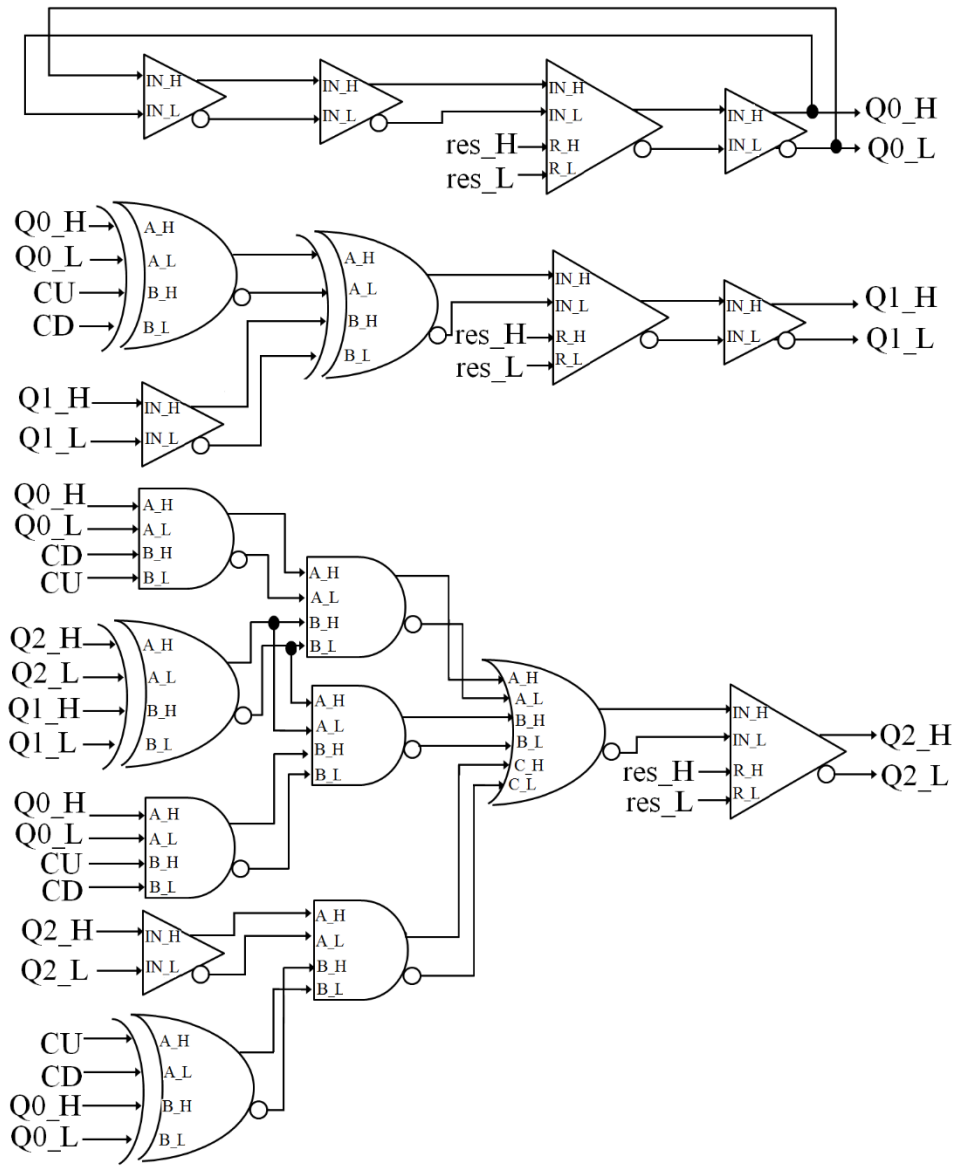 IN_H IN_H IN_H IN_H Q0_H
IN_L IN_L IN_L IN_L Q0_L
res_H R_H
res_L R_L
Q0_H A_H
Q0_L A_L
CU B_H
CD B_L
A_H
A_L
B_H
B_L
IN_H IN_H Q1_H
IN_L IN_L Q1_L
res_H R_H
res_L R_L
Q1_H IN_H
Q1_L IN_L
Q0_H A_H
Q0_L A_L
CD B_H
CU B_L
A_H
A_L
B_H
B_L
Q2_H A_H
Q2_L A_L
Q1_H B_H
Q1_L B_L
A_H
A_L
B_H
B_L
A_H
A_L
B_H
B_L
C_H
C_L
IN_H Q2_H
IN_L Q2_L
res_H R_H
res_L R_L
Q0_H A_H
Q0_L A_L
CU B_H
CD B_L
Q2_H IN_H
Q2_L IN_L
A_H
A_L
B_H
B_L
CU A_H
CD A_L
Q0_H B_H
Q0_L B_L